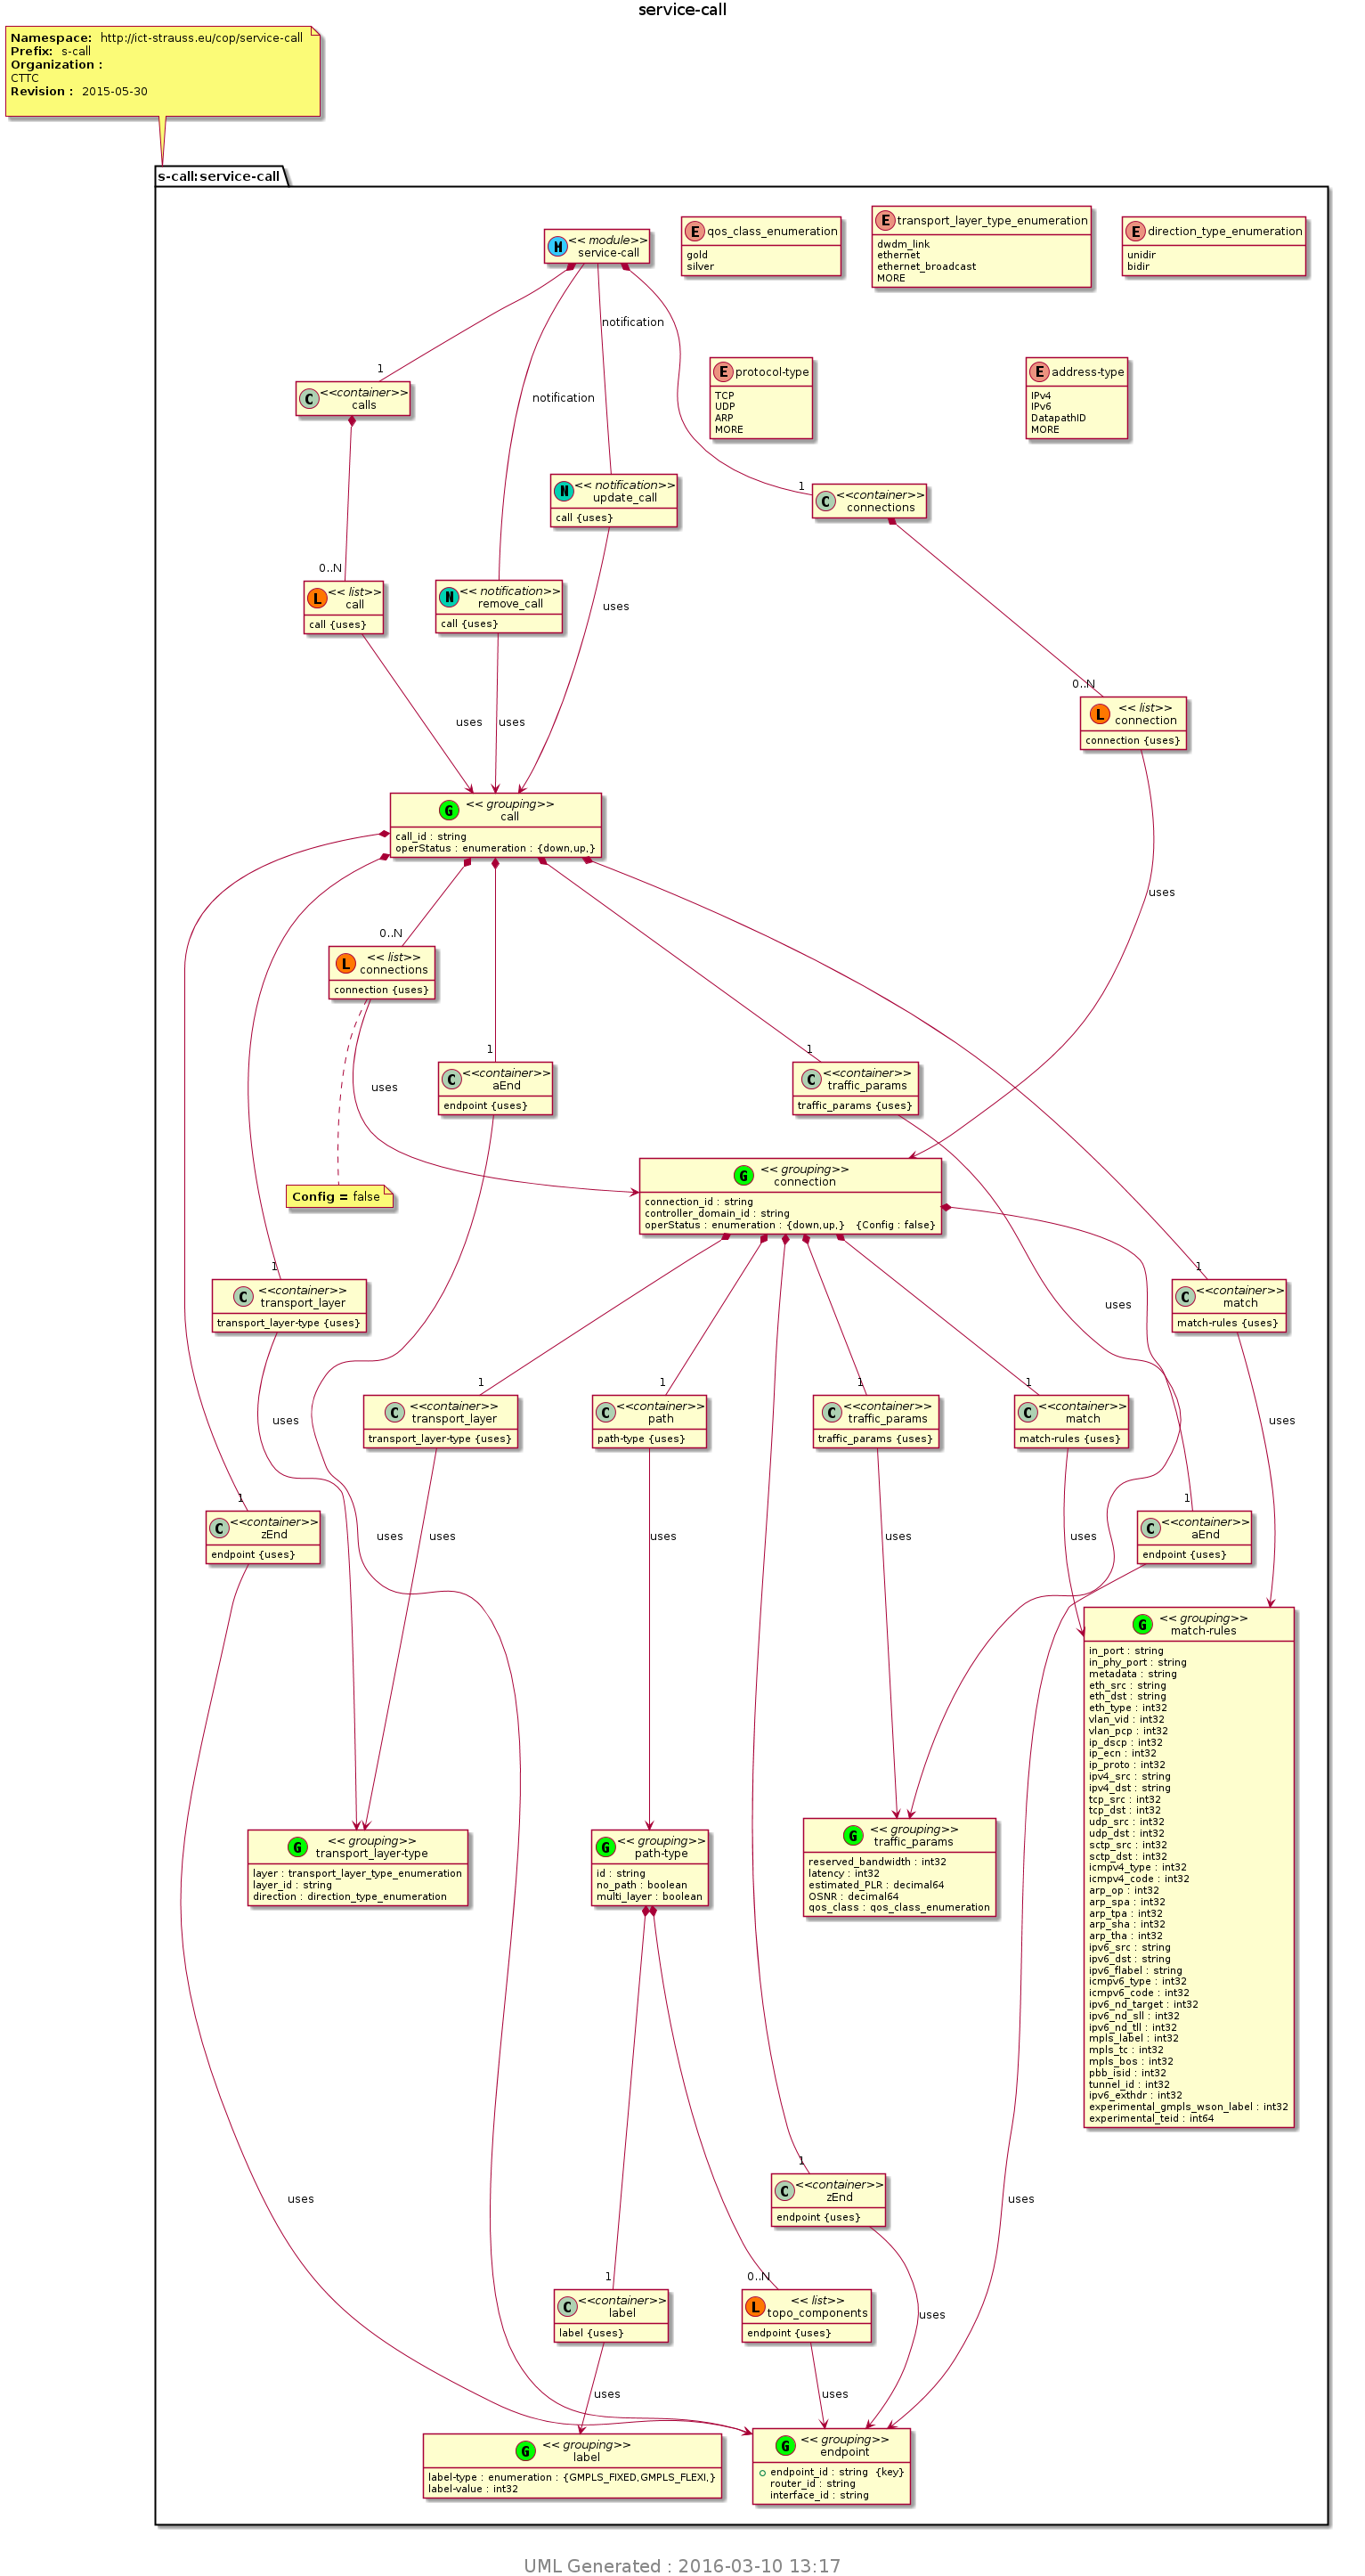 service-call
Namespace: http://ict-strauss.eu/cop/service-call
Prefix: s-call
Organization :
CTTC
Revision : 2015-05-30
s-call:service-call
<< module>>
service-call
qos_class_enumeration
gold
silver
transport_layer_type_enumeration
dwdm_link
ethernet
ethernet_broadcast
MORE
direction_type_enumeration
unidir
bidir
notification
notification
1
<<container>>
calls
protocol-type
TCP
UDP
ARP
MORE
address-type
IPv4
IPv6
DatapathID
MORE
<< notification>>
update_call
call {uses}
1
<<container>>
connections
0..N
<< list>>
call
call {uses}
<< notification>>
remove_call
call {uses}
uses
0..N
<< list>>
connection
connection {uses}
uses
uses
<< grouping>>
call
call_id : string
operStatus : enumeration : {down,up,}
uses
0..N
<< list>>
connections
connection {uses}
uses
1
<<container>>
aEnd
endpoint {uses}
1
<<container>>
traffic_params
traffic_params {uses}
Config = false
<< grouping>>
connection
connection_id : string
controller_domain_id : string
operStatus : enumeration : {down,up,} {Config : false}
1
<<container>>
transport_layer
transport_layer-type {uses}
uses
1
<<container>>
match
match-rules {uses}
uses
1
<<container>>
transport_layer
transport_layer-type {uses}
1
<<container>>
path
path-type {uses}
1
<<container>>
traffic_params
traffic_params {uses}
1
<<container>>
match
match-rules {uses}
uses
1
<<container>>
zEnd
endpoint {uses}
uses
uses
uses
uses
uses
1
<<container>>
aEnd
endpoint {uses}
<< grouping>>
match-rules
in_port : string
in_phy_port : string
metadata : string
eth_src : string
eth_dst : string
eth_type : int32
vlan_vid : int32
vlan_pcp : int32
ip_dscp : int32
ip_ecn : int32
ip_proto : int32
ipv4_src : string
ipv4_dst : string
tcp_src : int32
tcp_dst : int32
udp_src : int32
udp_dst : int32
sctp_src : int32
sctp_dst : int32
icmpv4_type : int32
icmpv4_code : int32
arp_op : int32
arp_spa : int32
arp_tpa : int32
arp_sha : int32
arp_tha : int32
ipv6_src : string
ipv6_dst : string
ipv6_flabel : string
icmpv6_type : int32
icmpv6_code : int32
ipv6_nd_target : int32
ipv6_nd_sll : int32
ipv6_nd_tll : int32
mpls_label : int32
mpls_tc : int32
mpls_bos : int32
pbb_isid : int32
tunnel_id : int32
ipv6_exthdr : int32
experimental_gmpls_wson_label : int32
experimental_teid : int64
<< grouping>>
transport_layer-type
layer : transport_layer_type_enumeration
layer_id : string
direction : direction_type_enumeration
<< grouping>>
path-type
id : string
no_path : boolean
multi_layer : boolean
<< grouping>>
traffic_params
reserved_bandwidth : int32
latency : int32
estimated_PLR : decimal64
OSNR : decimal64
qos_class : qos_class_enumeration
uses
1
<<container>>
zEnd
endpoint {uses}
uses
1
<<container>>
label
label {uses}
0..N
<< list>>
topo_components
endpoint {uses}
uses
uses
uses
<< grouping>>
label
label-type : enumeration : {GMPLS_FIXED,GMPLS_FLEXI,}
label-value : int32
<< grouping>>
endpoint
endpoint_id : string {key}
router_id : string
interface_id : string
UML Generated : 2016-03-10 13:17